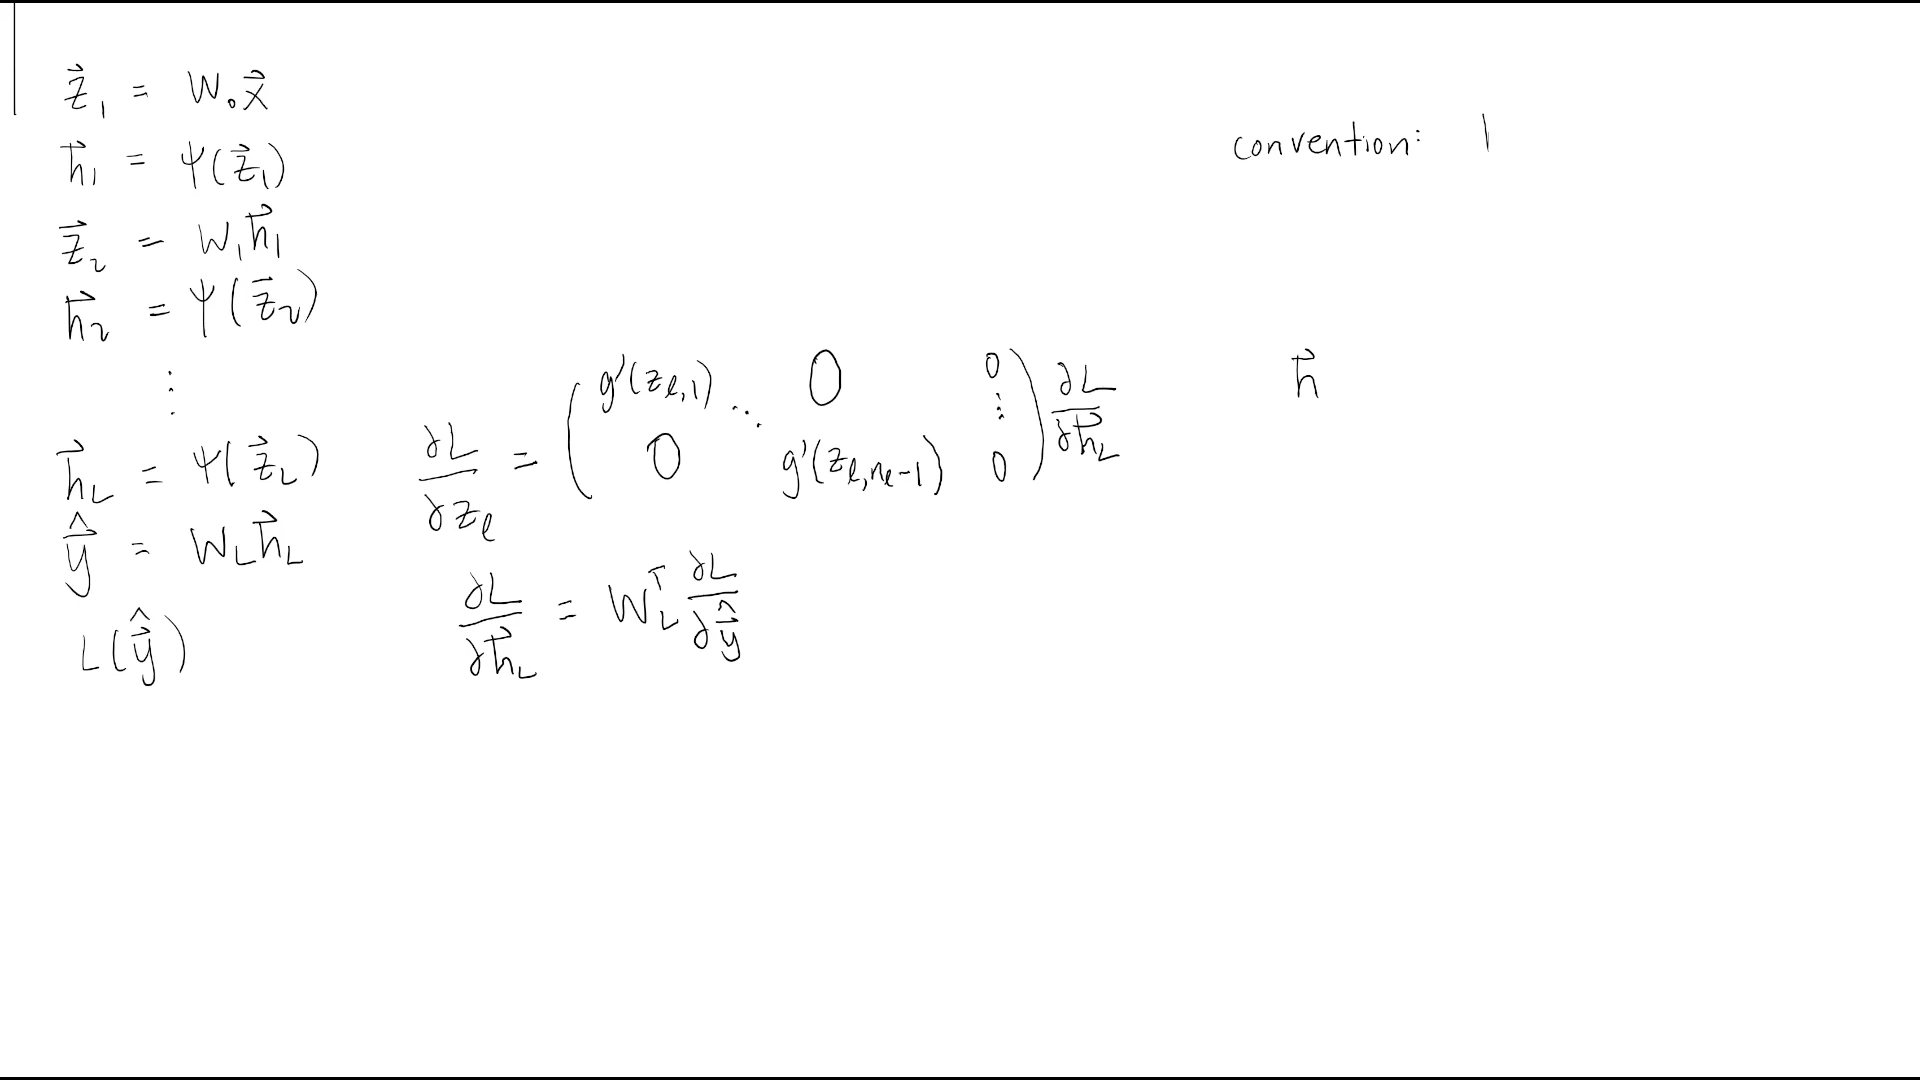 z⃗₁ = W₀x⃗
convention: 1
h⃗₁ = ψ(z⃗₁)
z⃗₂ = W₁h⃗₁
h⃗₂ = ψ(z⃗₂)
⋮
h⃗_L = ψ(z⃗_L)
∂L/∂z_ℓ = ( g'(z_ℓ,1) ⋱ 0 0 ⋮ 0 g'(z_ℓ,n_ℓ-1) 0 ) ∂L/∂h⃗_L
h⃗
ŷ⃗ = W_L h⃗_L
L(ŷ⃗)
∂L/∂h⃗_L = W_L^T ∂L/∂ŷ⃗